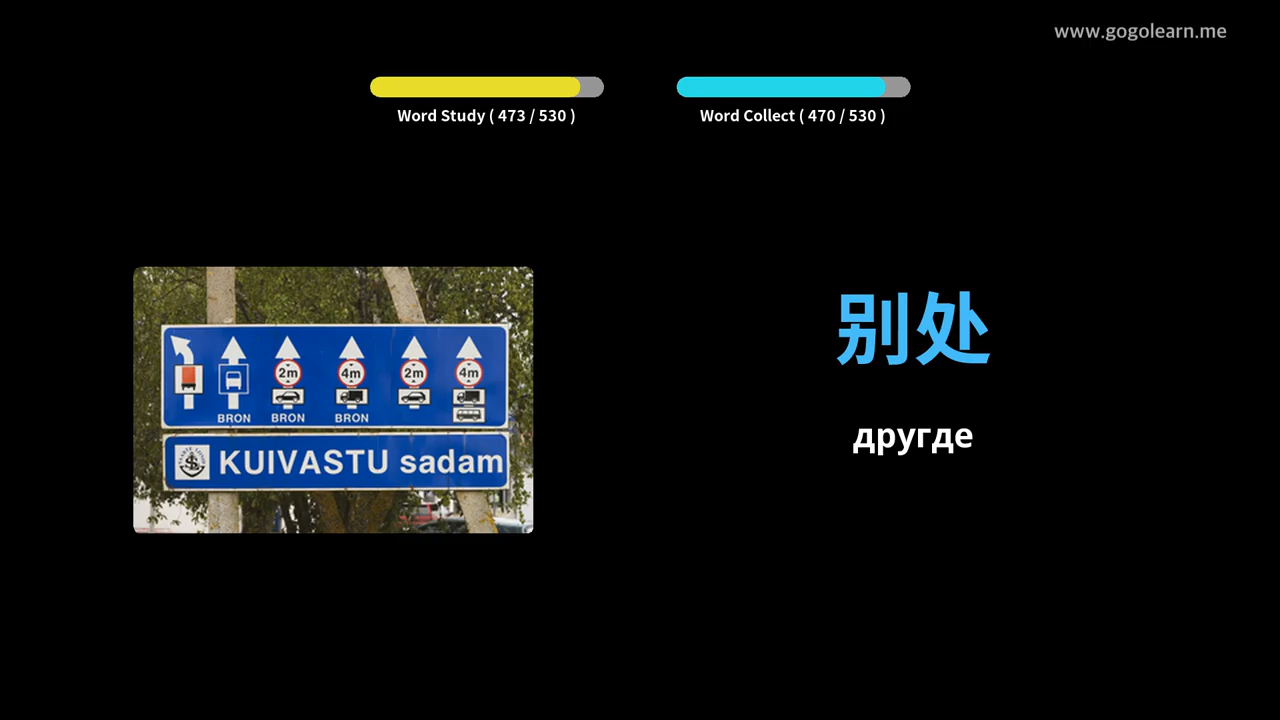 www.gogolearn.me
Word Study ( 473 / 530 )
Word Collect ( 470 / 530 )
别处
другде
2m 4m 2m 4m
BRON BRON BRON
KUIVASTU sadam